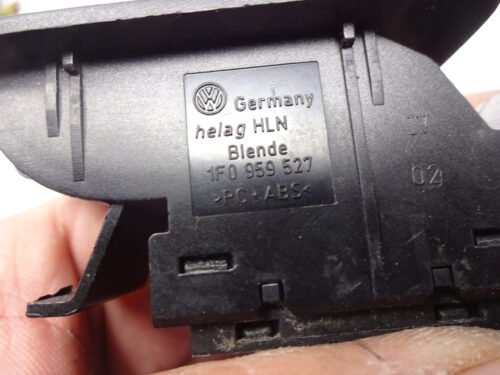 Germany
helag HLN
Blende
1F0 959 527
>PC+ABS<
02